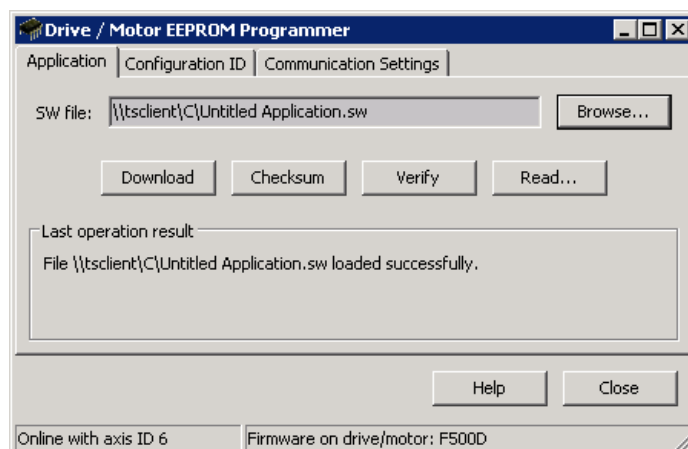 Drive / Motor EEPROM Programmer
Application Configuration ID Communication Settings
SW file: \\tsclient\C\Untitled Application.sw Browse...
Download Checksum Verify Read...
Last operation result
File \\tsclient\C\Untitled Application.sw loaded successfully.
Help Close
Online with axis ID 6 Firmware on drive/motor: F500D